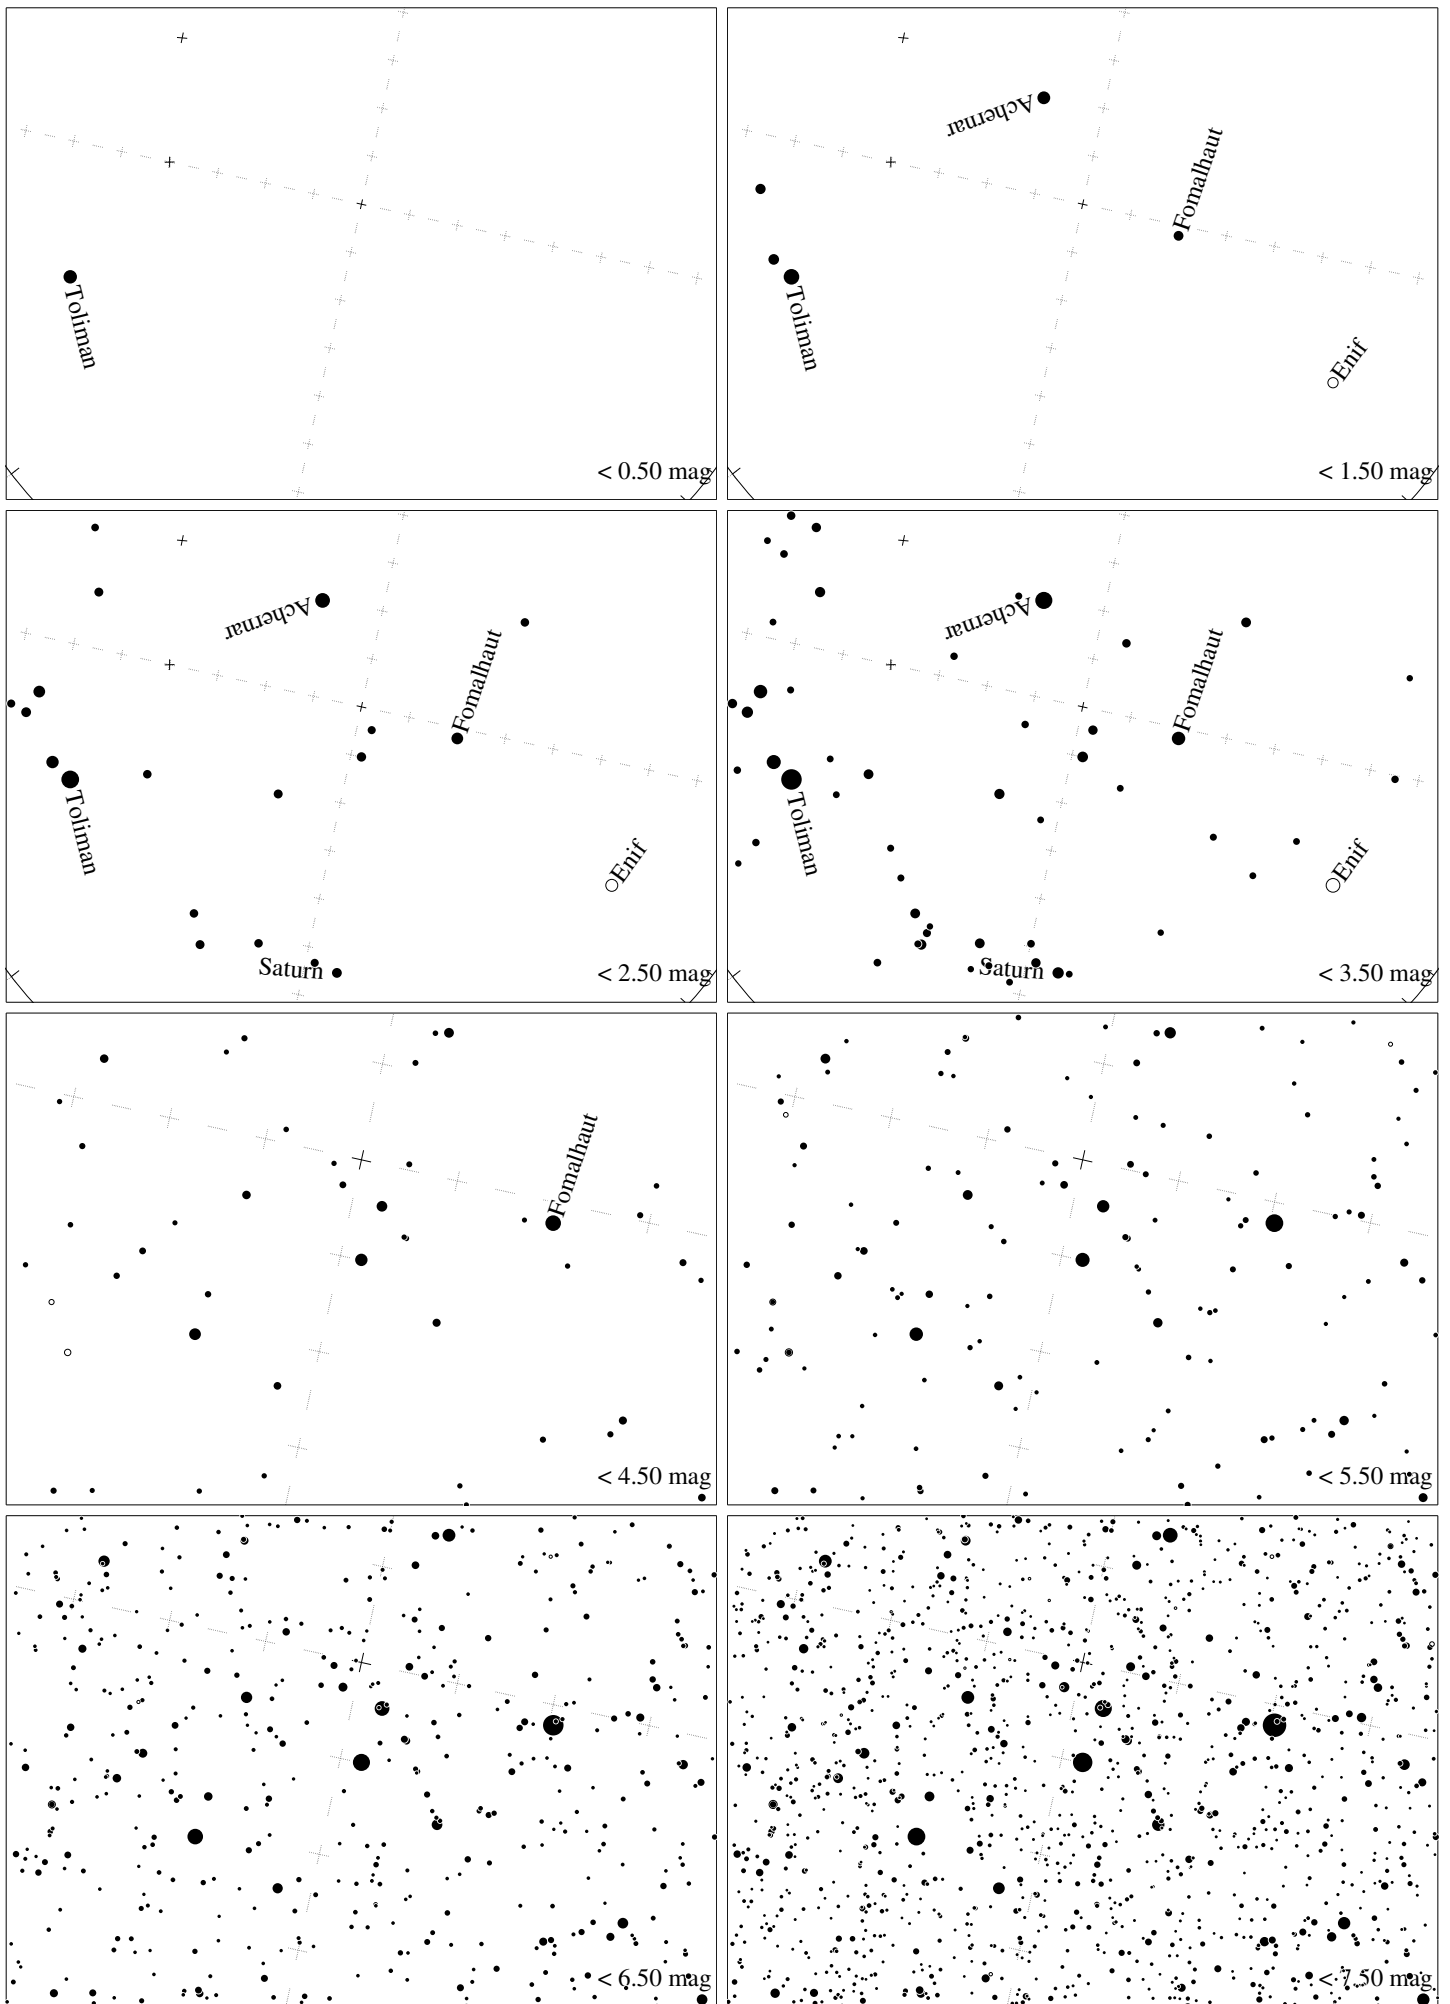 Toliman
< 0.50 mag
Achernar
Fomalhaut
Toliman
Enif
< 1.50 mag
Achernar
Fomalhaut
Toliman
Enif
Saturn
< 2.50 mag
Achernar
Fomalhaut
Toliman
Enif
Saturn
< 3.50 mag
Fomalhaut
< 4.50 mag
< 5.50 mag
< 6.50 mag
< 7.50 mag